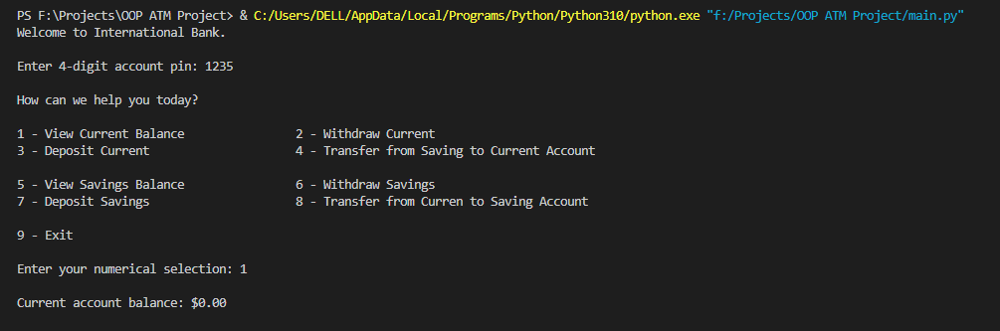 PS F:\Projects\OOP ATM Project> & C:/Users/DELL/AppData/Local/Programs/Python/Python310/python.exe "f:/Projects/OOP ATM Project/main.py"
Welcome to International Bank.
Enter 4-digit account pin: 1235
How can we help you today?
1 - View Current Balance 2 - Withdraw Current
3 - Deposit Current 4 - Transfer from Saving to Current Account
5 - View Savings Balance 6 - Withdraw Savings
7 - Deposit Savings 8 - Transfer from Curren to Saving Account
9 - Exit
Enter your numerical selection: 1
Current account balance: $0.00